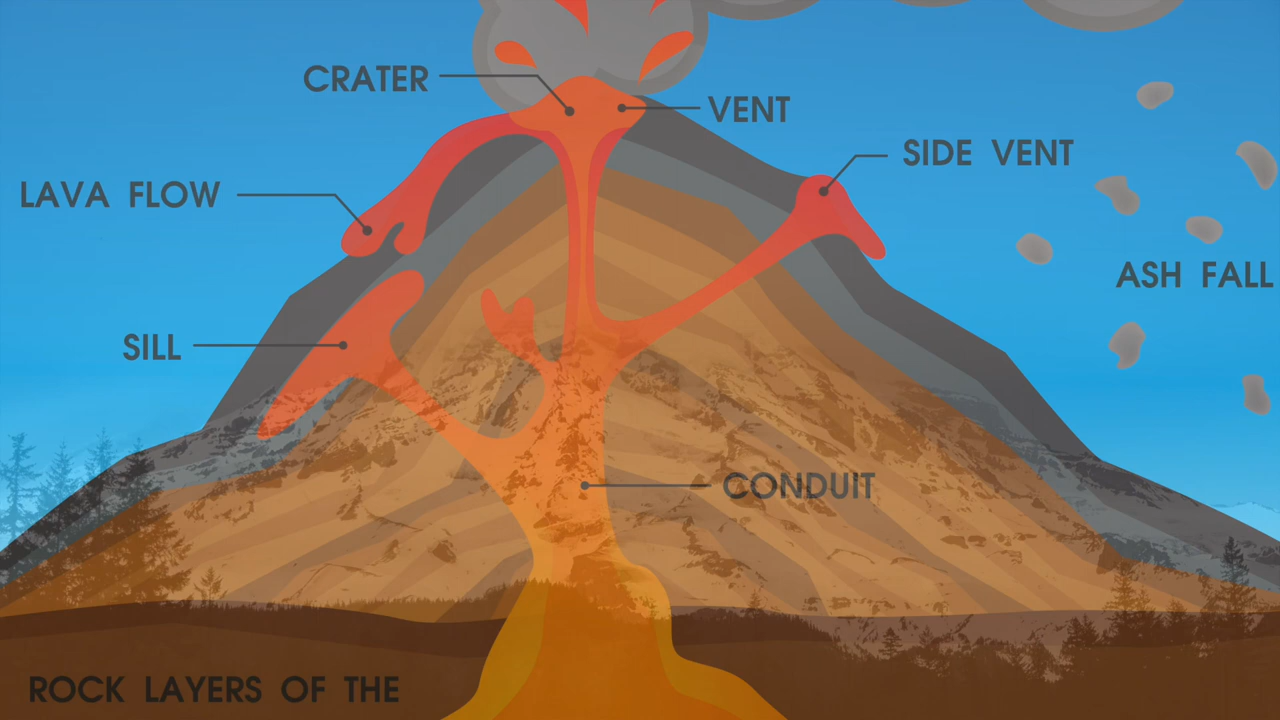 CRATER
VENT
SIDE VENT
LAVA FLOW
ASH FALL
SILL
CONDUIT
ROCK LAYERS OF THE